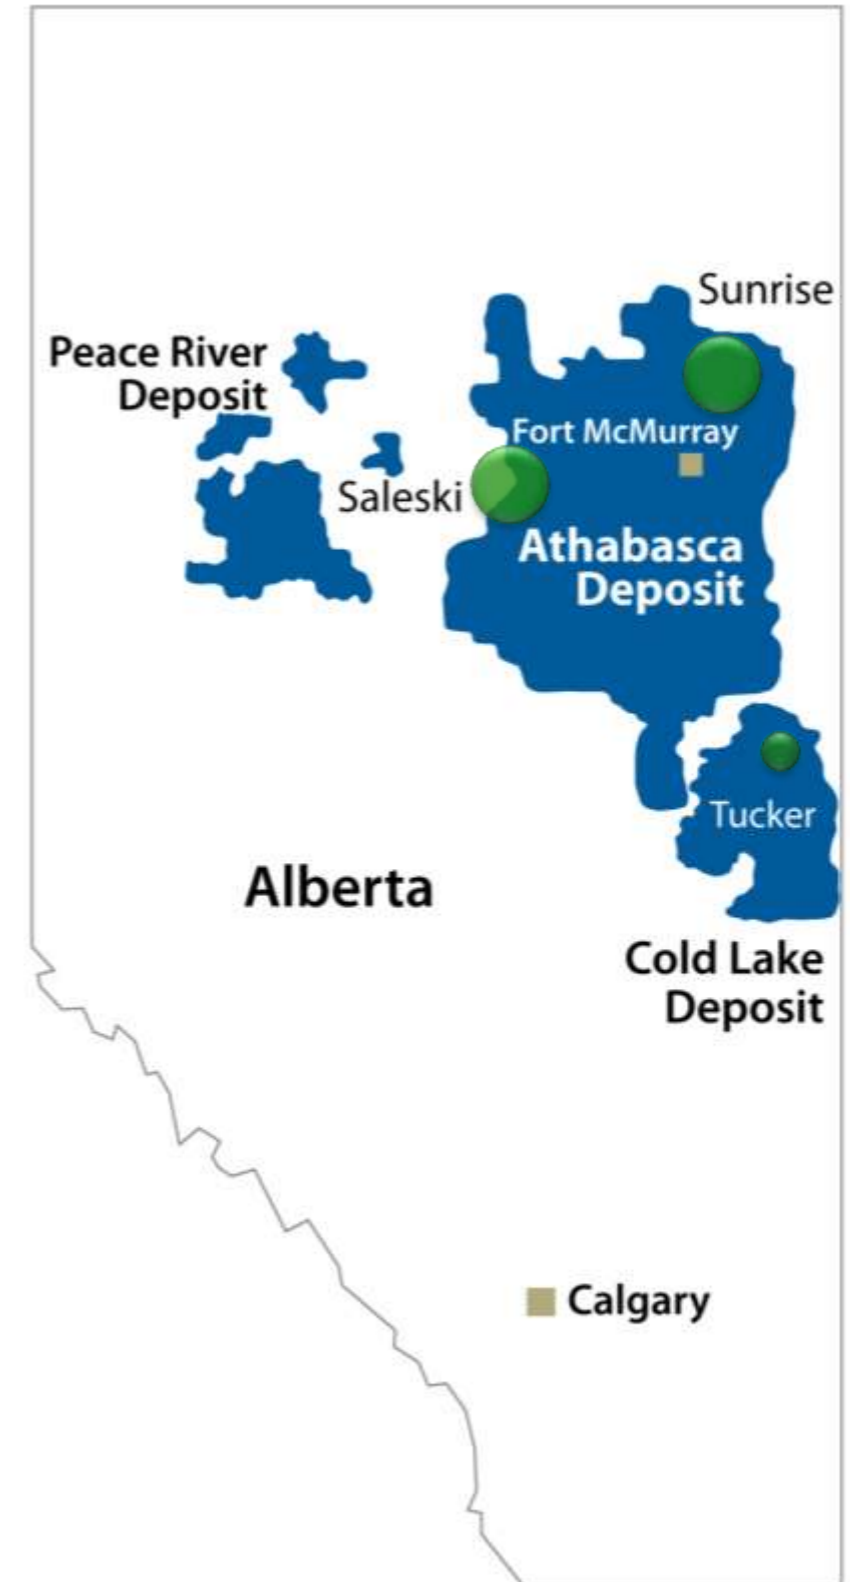 Sunrise
Peace River
Deposit
Fort McMurray
Saleski
Athabasca
Deposit
Tucker
Alberta
Cold Lake
Deposit
Calgary